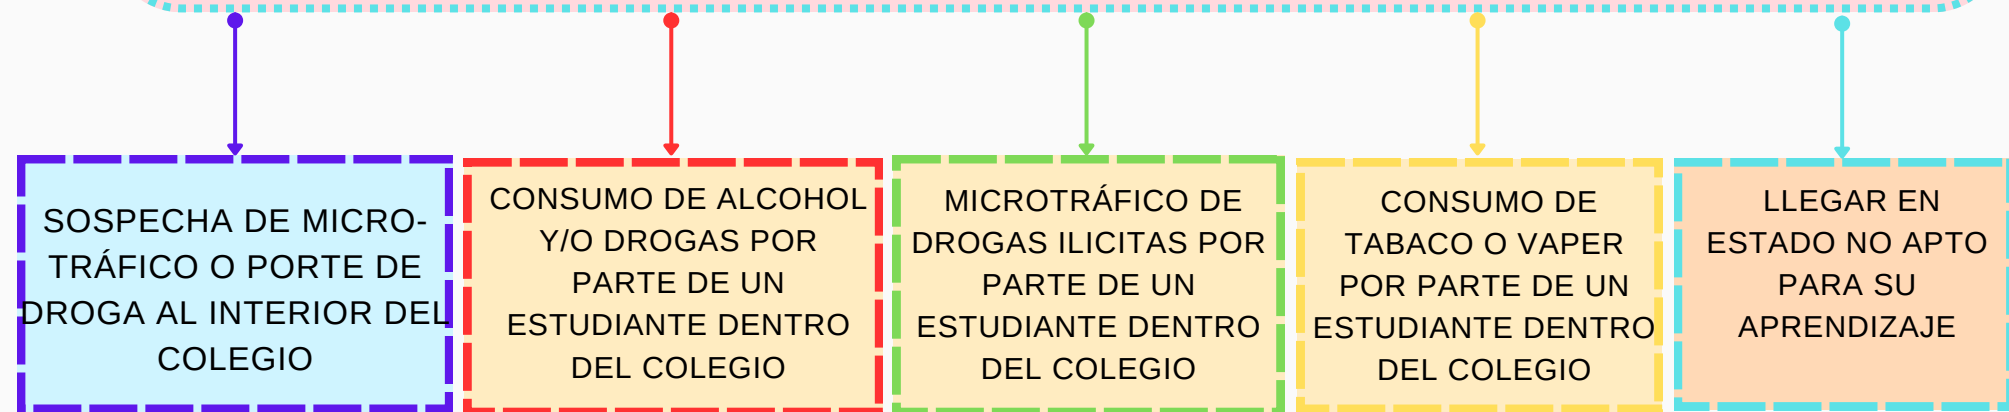 SOSPECHA DE MICRO-
TRÁFICO O PORTE DE
DROGA AL INTERIOR DEL
COLEGIO
CONSUMO DE ALCOHOL
Y/O DROGAS POR
PARTE DE UN
ESTUDIANTE DENTRO
DEL COLEGIO
MICROTRÁFICO DE
DROGAS ILICITAS POR
PARTE DE UN
ESTUDIANTE DENTRO
DEL COLEGIO
CONSUMO DE
TABACO O VAPER
POR PARTE DE UN
ESTUDIANTE DENTRO
DEL COLEGIO
LLEGAR EN
ESTADO NO APTO
PARA SU
APRENDIZAJE